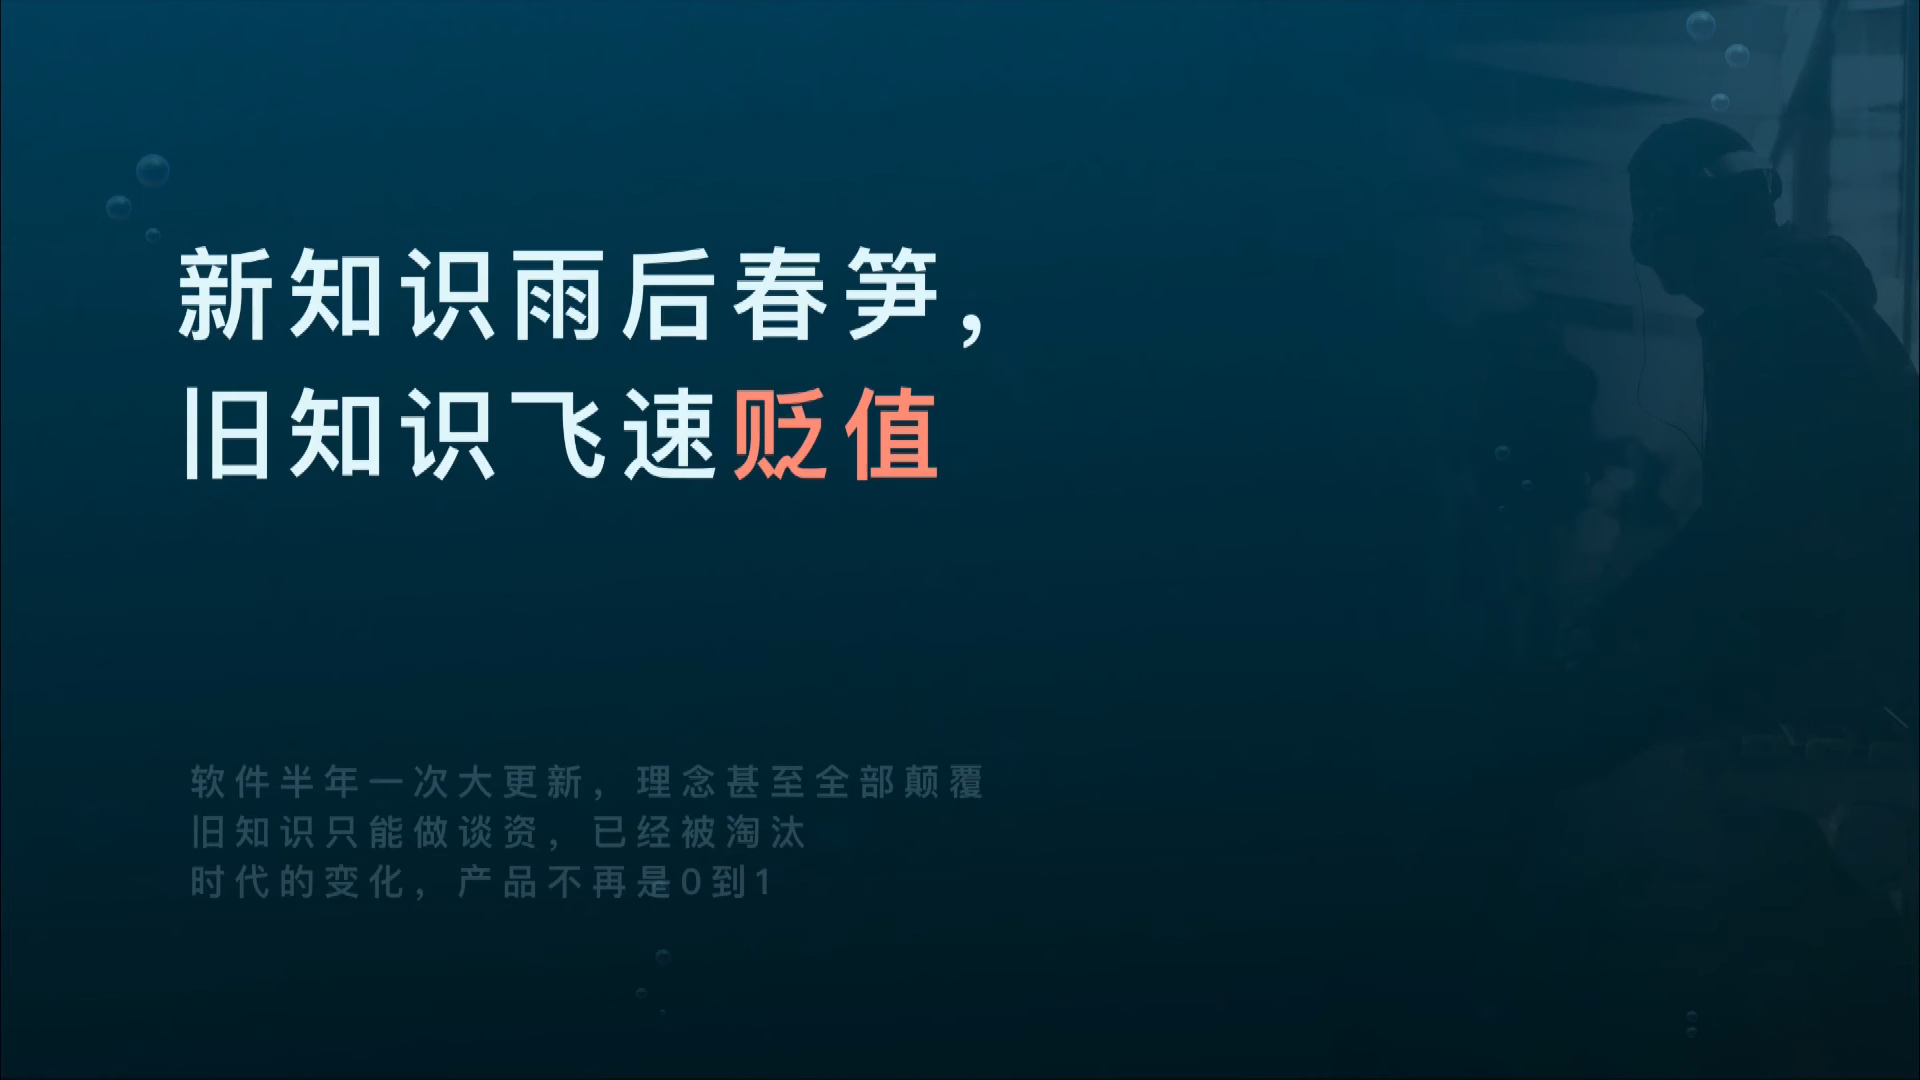 新知识雨后春笋，
旧知识飞速贬值
软件半年一次大更新，理念甚至全部颠覆
旧知识只能做谈资，已经被淘汰
时代的变化，产品不再是0到1